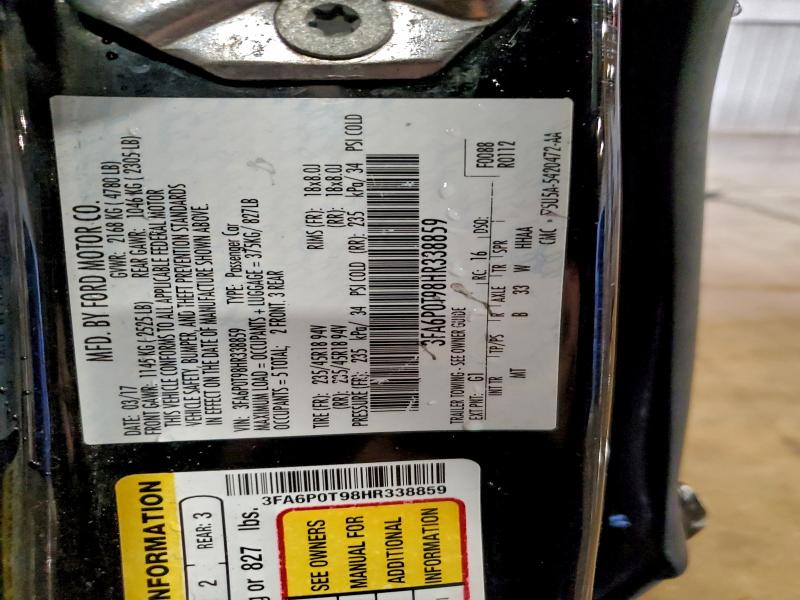 MFD. BY FORD MOTOR CO.
DATE: 03/17 GVWR: 2168 KG ( 4780 LB)
FRONT GAWR: 1145 KG ( 2525 LB) REAR GAWR: 1046 KG ( 2305 LB)
THIS VEHICLE CONFORMS TO ALL APPLICABLE FEDERAL MOTOR
VEHICLE SAFETY, BUMPER, AND THEFT PREVENTION STANDARDS
IN EFFECT ON THE DATE OF MANUFACTURE SHOWN ABOVE.
VIN: 3FA6P0T98HR338859 TYPE: Passenger Car
MAXIMUM LOAD = OCCUPANTS + LUGGAGE = 375KG/ 827LB
OCCUPANTS = 5 TOTAL; 2 FRONT; 3 REAR
TIRE (FR): 235/45R18 94V RIMS (FR): 18x8.0J
(RR): 235/45R18 94V (RR): 18x8.0J
PRESSURE (FR): 235 kPa/ 34 PSI COLD (RR): 235 kPa/ 34 PSI COLD
3FA6P0T98HR338859
F0088
R0112
TRAILER TOWING - SEE OWNER GUIDE
EXT PNT: G1 RC: 16 DSO:
INT TR TP/PS R AXLE TR SPR
MT B 33 W HHAA
5U5A-5420472-AA
INFORMATION
2 REAR: 3
or 827 lbs.
3FA6P0T98HR338859
SEE OWNERS
MANUAL FOR
ADDITIONAL
INFORMATION